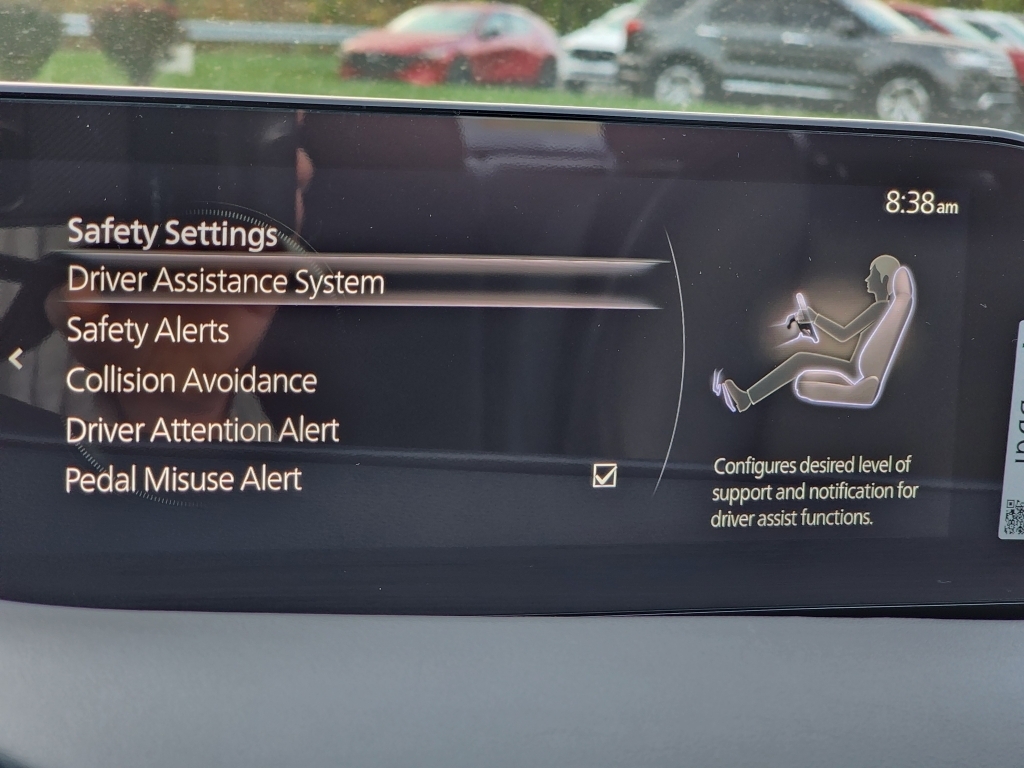 8:38am
Safety Settings
Driver Assistance System
Safety Alerts
Collision Avoidance
Driver Attention Alert
Pedal Misuse Alert
Configures desired level of
support and notification for
driver assist functions.